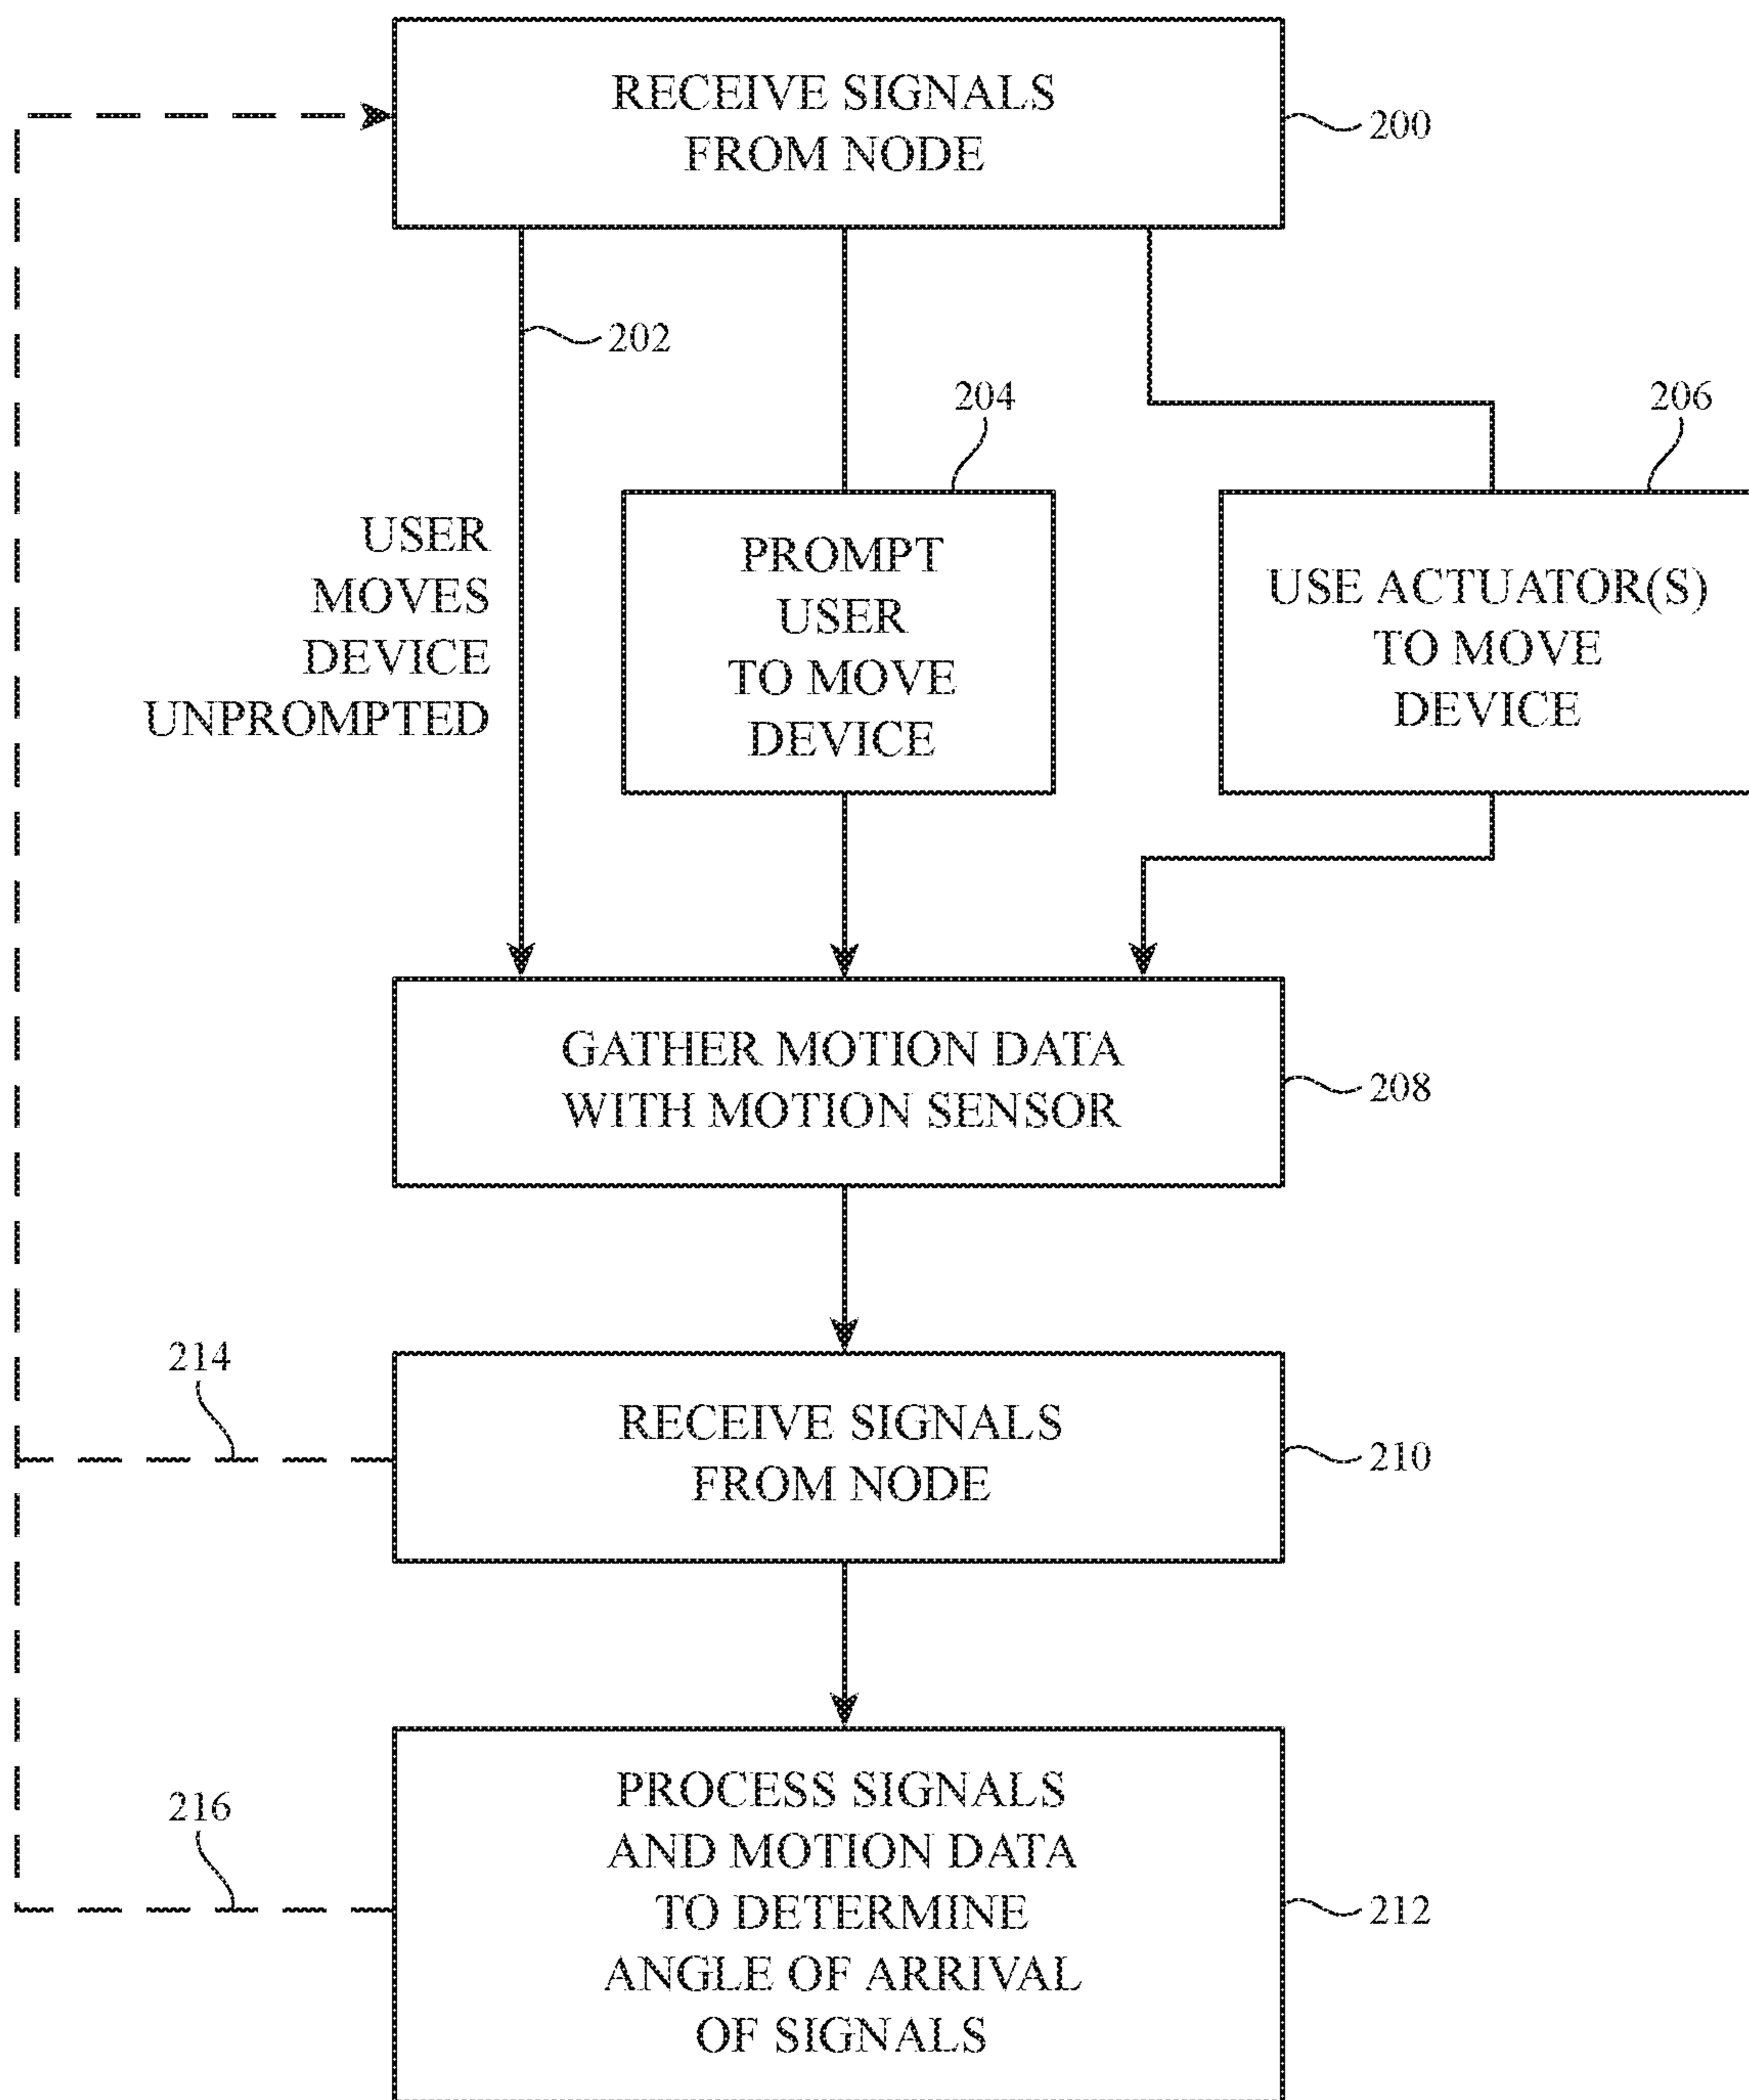 RECEIVE SIGNALS
FROM NODE
200
202
204
206
USER
MOVES
DEVICE
UNPROMPTED
PROMPT
USER
TO MOVE
DEVICE
USE ACTUATOR(S)
TO MOVE
DEVICE
GATHER MOTION DATA
WITH MOTION SENSOR
208
214
RECEIVE SIGNALS
FROM NODE
210
216
PROCESS SIGNALS
AND MOTION DATA
TO DETERMINE
ANGLE OF ARRIVAL
OF SIGNALS
212